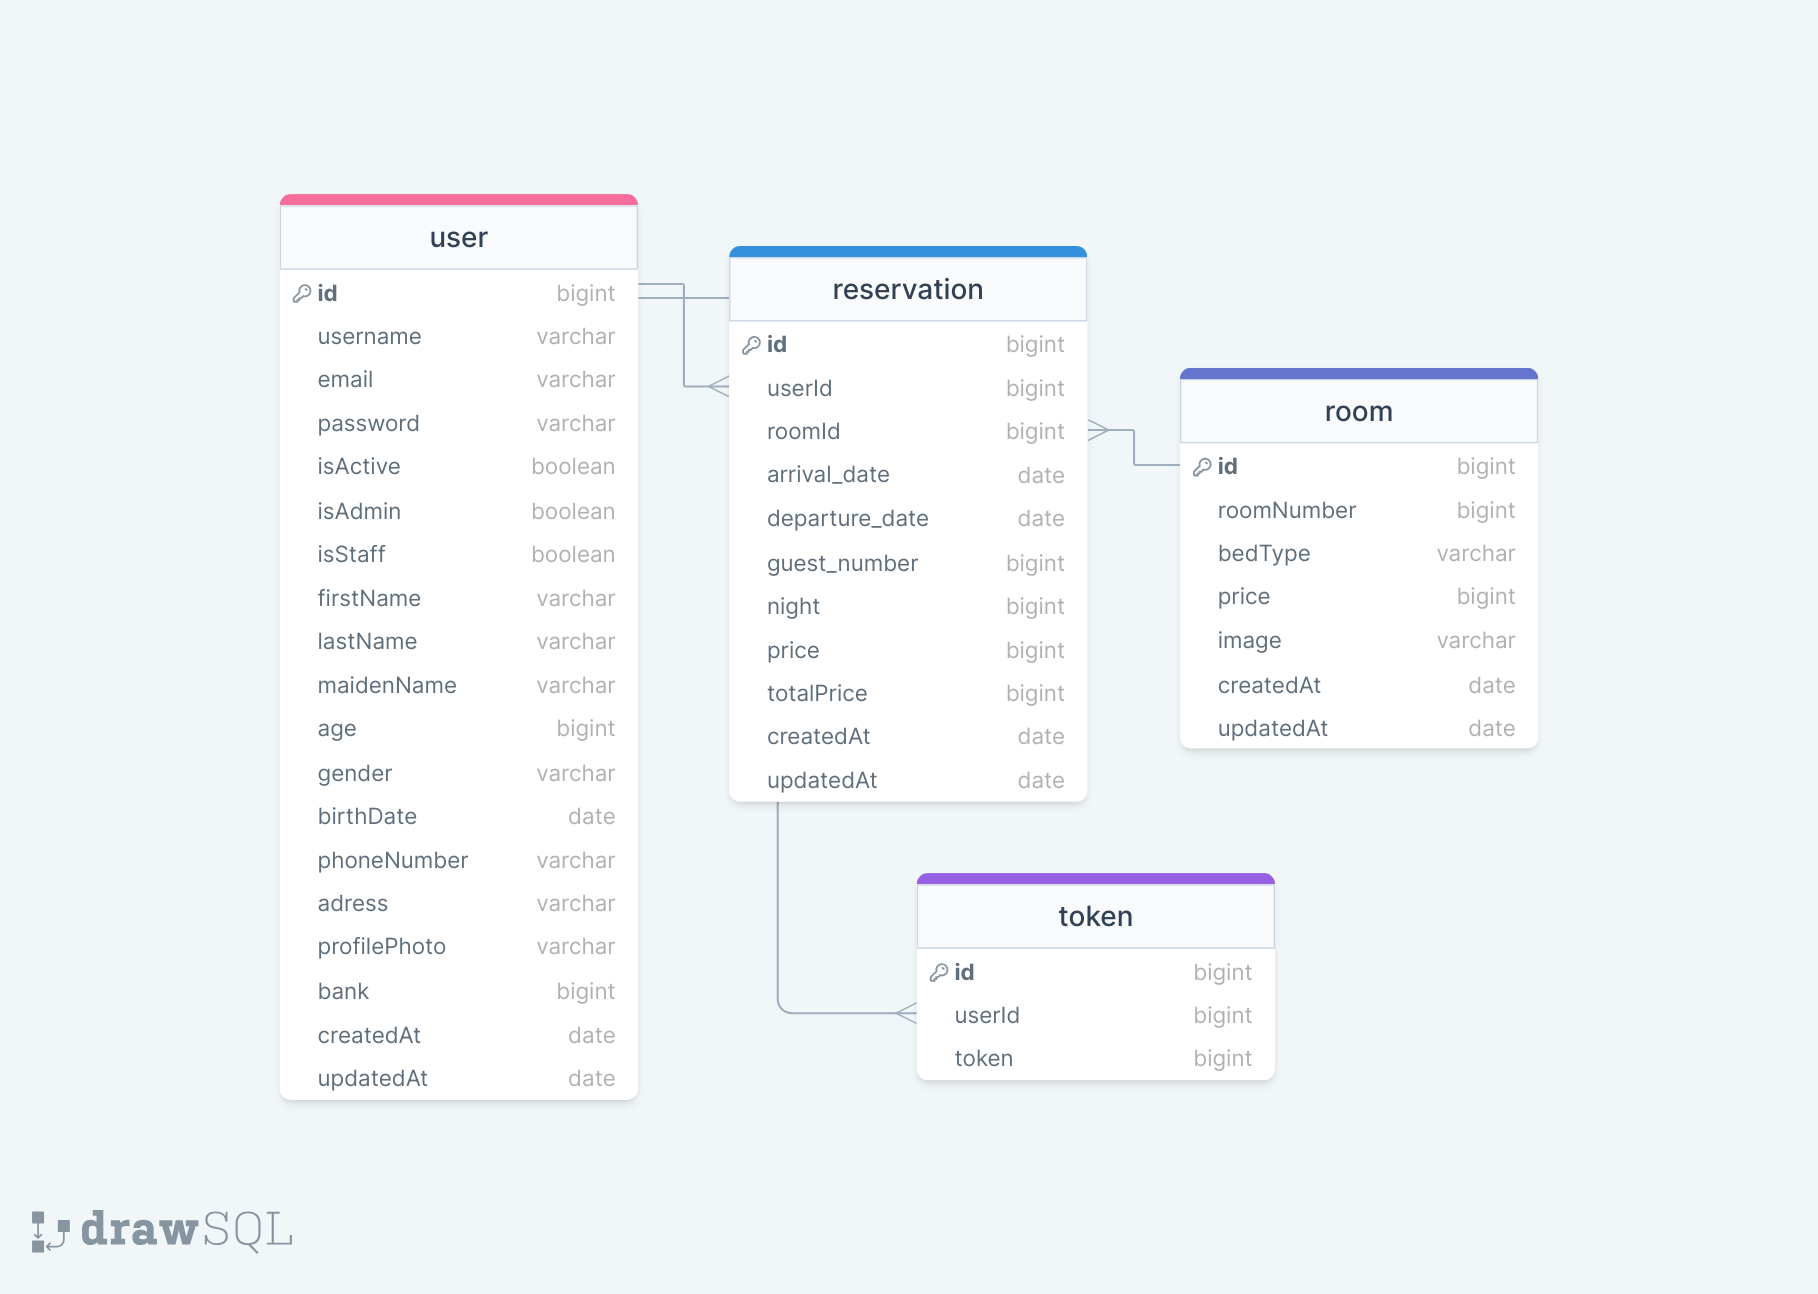 user
id bigint
username varchar
email varchar
password varchar
isActive boolean
isAdmin boolean
isStaff boolean
firstName varchar
lastName varchar
maidenName varchar
age bigint
gender varchar
birthDate date
phoneNumber varchar
adress varchar
profilePhoto varchar
bank bigint
createdAt date
updatedAt date
reservation
id bigint
userId bigint
roomId bigint
arrival_date date
departure_date date
guest_number bigint
night bigint
price bigint
totalPrice bigint
createdAt date
updatedAt date
room
id bigint
roomNumber bigint
bedType varchar
price bigint
image varchar
createdAt date
updatedAt date
token
id bigint
userId bigint
token bigint
drawSQL